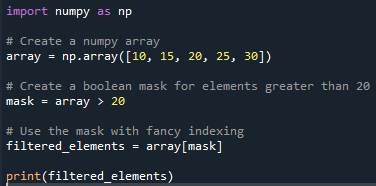 import numpy as np
# Create a numpy array
array = np.array([10, 15, 20, 25, 30])
# Create a boolean mask for elements greater than 20
mask = array > 20
# Use the mask with fancy indexing
filtered_elements = array[mask]
print(filtered_elements)